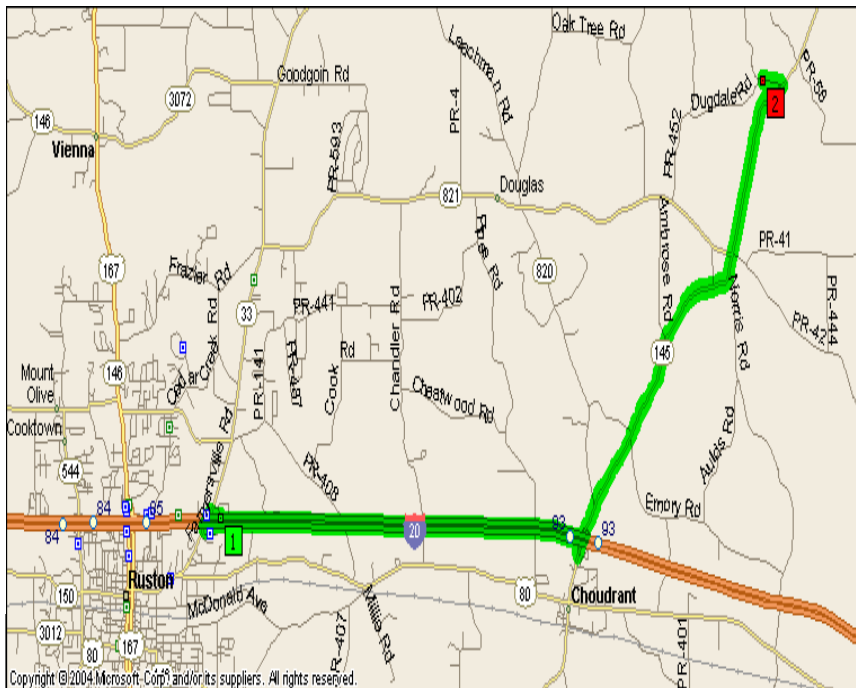 Oak Tree Rd
Leachman Rd
Goodgoin Rd
3072
146
PR-4
PR-58
Dugdale Rd
2
PR-452
Vienna
PR-593
821
Douglas
Ambrose Rd
PR-41
Pipes Rd
820
167
Frazier Rd
PR-441
PR-402
Norris Rd
PR-444
PR-42
33
Chandler Rd
145
Cedar Creek Rd
PR-141
PR-487
Cook Rd
146
Mount
Olive
Cheatwood Rd
Cooktown
544
PR-408
Aulds Rd
Emory Rd
84
84
85
1
20
92
93
Ruston
150
McDonald Ave
80
Choudrant
3012
167
80
PR-407
Mills Rd
PR-401
Copyright © 2004 Microsoft Corp. and/or its suppliers. All rights reserved.